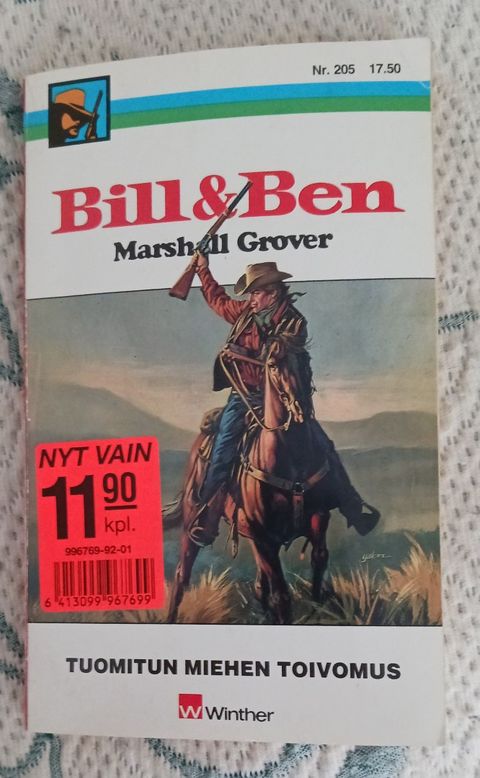 Nr. 205 17.50
Bill&Ben
Marshall Grover
NYT VAIN
11 90
kpl.
996769-92-01
6 413099 967699
TUOMITUN MIEHEN TOIVOMUS
W Winther